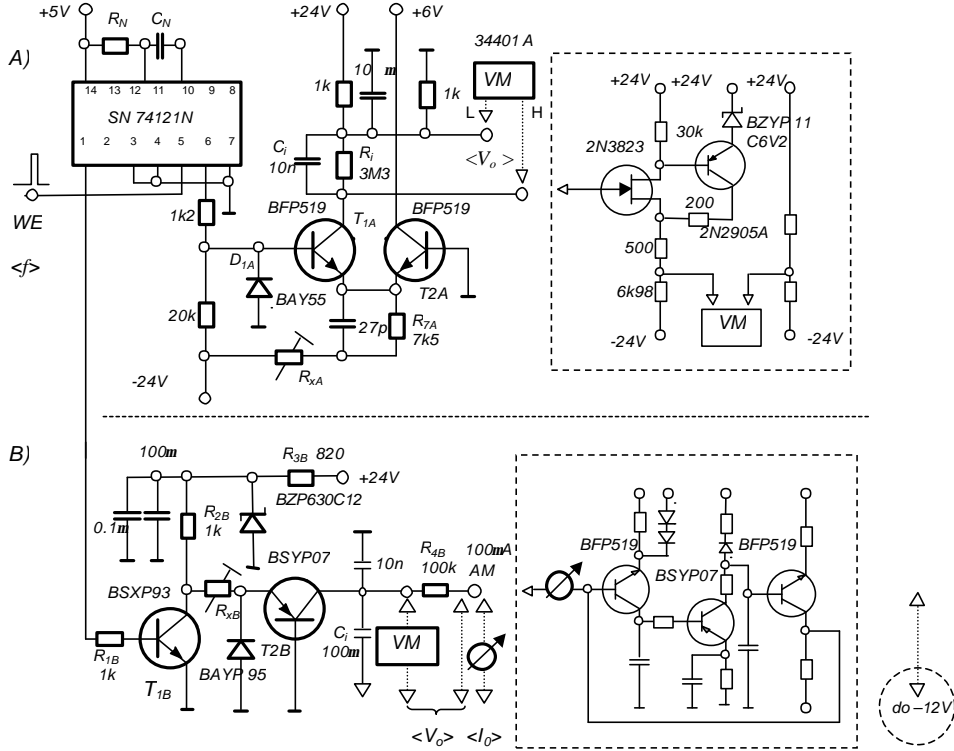 +5V
R_N
C_N
+24V
+6V
A)
34401 A
10 m
1k
1k
VM
L
H
14 13 12 11 10 9 8
SN 74121N
1 2 3 4 5 6 7
C_i
10n
R_i
3M3
<V_o>
WE
<f>
1k2
BFP519
T_1A
BFP519
D_1A
BAY55
T2A
20k
27p
R_7A
7k5
R_xA
-24V
+24V
+24V
+24V
30k
BZYP 11
C6V2
2N3823
200
2N2905A
500
6k98
VM
-24V
-24V
B)
100m
R_3B 820
+24V
BZP630C12
0.1m
R_2B
1k
BSXP93
BSYP07
10n
R_4B
100k
100mA
AM
R_xB
R_1B
1k
T2B
C_i
100m
VM
BAYP 95
T_1B
<V_o> <I_0>
BFP519
BSYP07
BFP519
do -12V